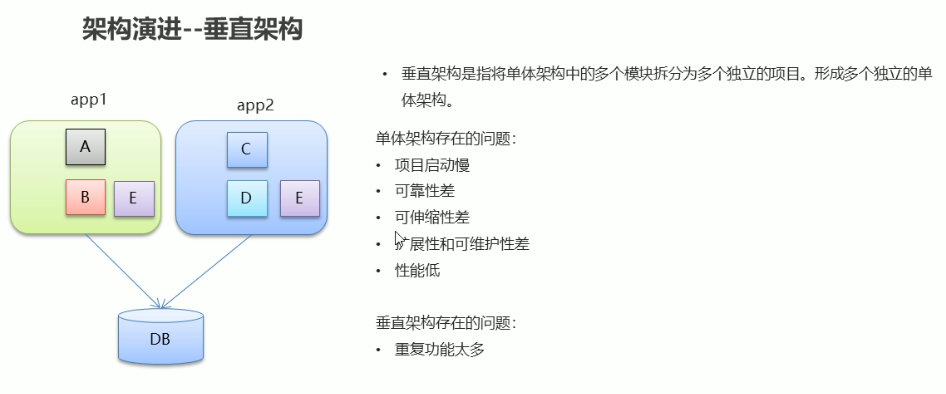 架构演进--垂直架构
app1
app2
A
B
E
C
D
E
DB
• 垂直架构是指将单体架构中的多个模块拆分为多个独立的项目。形成多个独立的单
体架构。
单体架构存在的问题：
• 项目启动慢
• 可靠性差
• 可伸缩性差
• 扩展性和可维护性差
• 性能低
垂直架构存在的问题：
• 重复功能太多